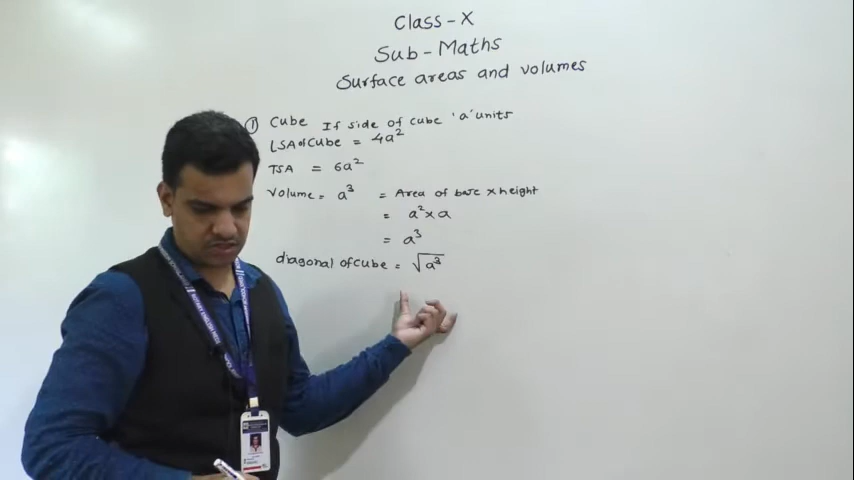 Class-X
Sub-Maths
Surface areas and volumes
① Cube If side of cube 'a' units
LSA of Cube = 4a²
TSA = 6a²
Volume = a³ = Area of base x height
= a² x a
= a³
diagonal of cube = √a³